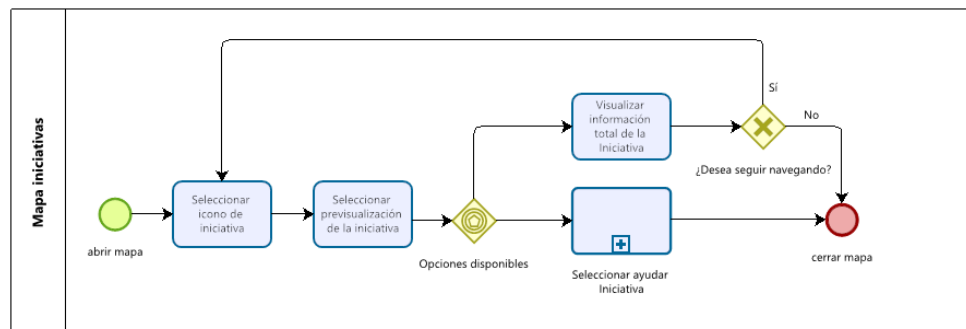 Mapa iniciativas
abrir mapa
Seleccionar
icono de
iniciativa
Seleccionar
previsualización
de la iniciativa
Opciones disponibles
Visualizar
información
total de la
Iniciativa
Seleccionar ayudar
Iniciativa
Sí
No
¿Desea seguir navegando?
cerrar mapa